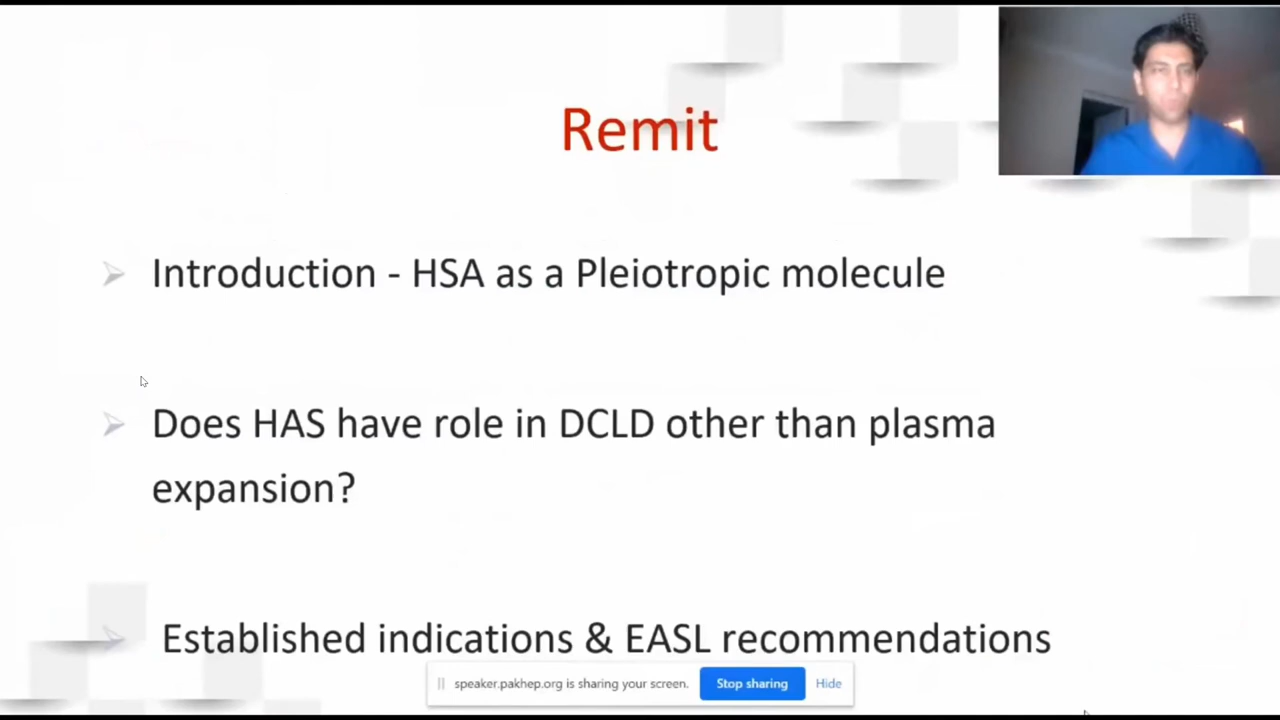 Remit
Introduction - HSA as a Pleiotropic molecule
Does HAS have role in DCLD other than plasma
expansion?
Established indications & EASL recommendations
speaker.pakhep.org is sharing your screen. Stop sharing Hide